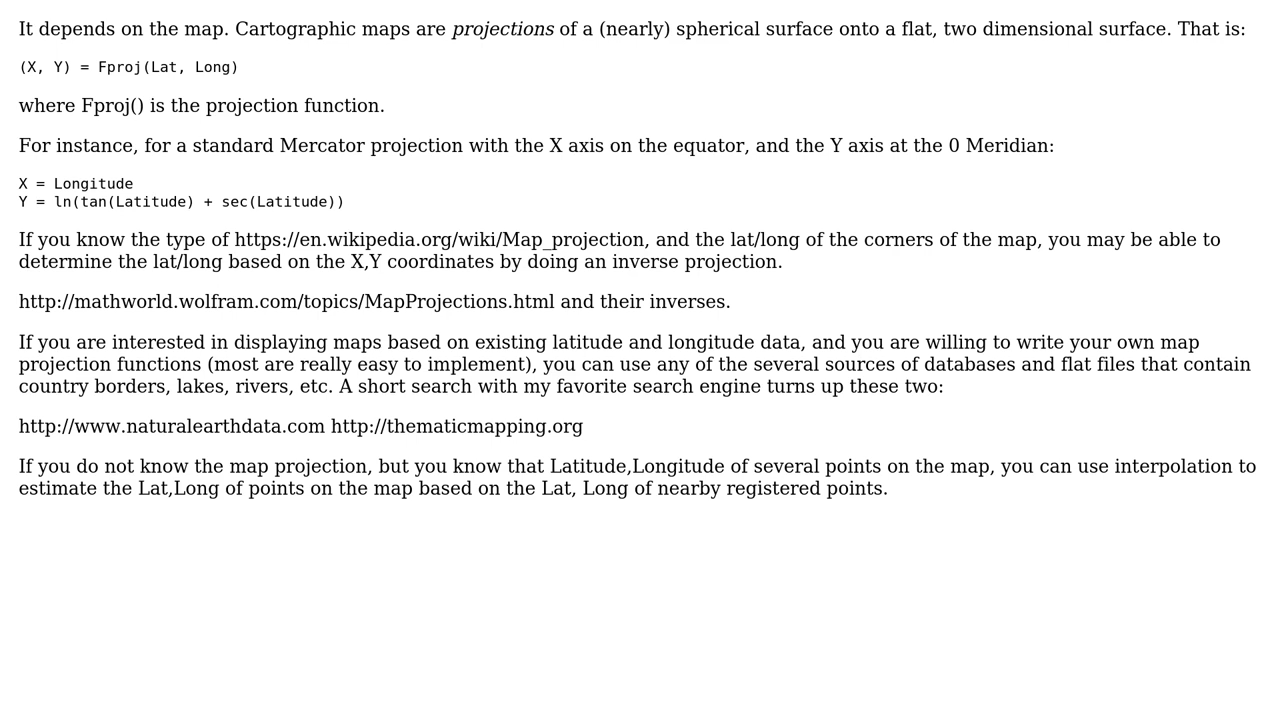 It depends on the map. Cartographic maps are projections of a (nearly) spherical surface onto a flat, two dimensional surface. That is:
(X, Y) = Fproj(Lat, Long)
where Fproj() is the projection function.
For instance, for a standard Mercator projection with the X axis on the equator, and the Y axis at the 0 Meridian:
X = Longitude
Y = ln(tan(Latitude) + sec(Latitude))
If you know the type of https://en.wikipedia.org/wiki/Map_projection, and the lat/long of the corners of the map, you may be able to
determine the lat/long based on the X,Y coordinates by doing an inverse projection.
http://mathworld.wolfram.com/topics/MapProjections.html and their inverses.
If you are interested in displaying maps based on existing latitude and longitude data, and you are willing to write your own map
projection functions (most are really easy to implement), you can use any of the several sources of databases and flat files that contain
country borders, lakes, rivers, etc. A short search with my favorite search engine turns up these two:
http://www.naturalearthdata.com http://thematicmapping.org
If you do not know the map projection, but you know that Latitude,Longitude of several points on the map, you can use interpolation to
estimate the Lat,Long of points on the map based on the Lat, Long of nearby registered points.